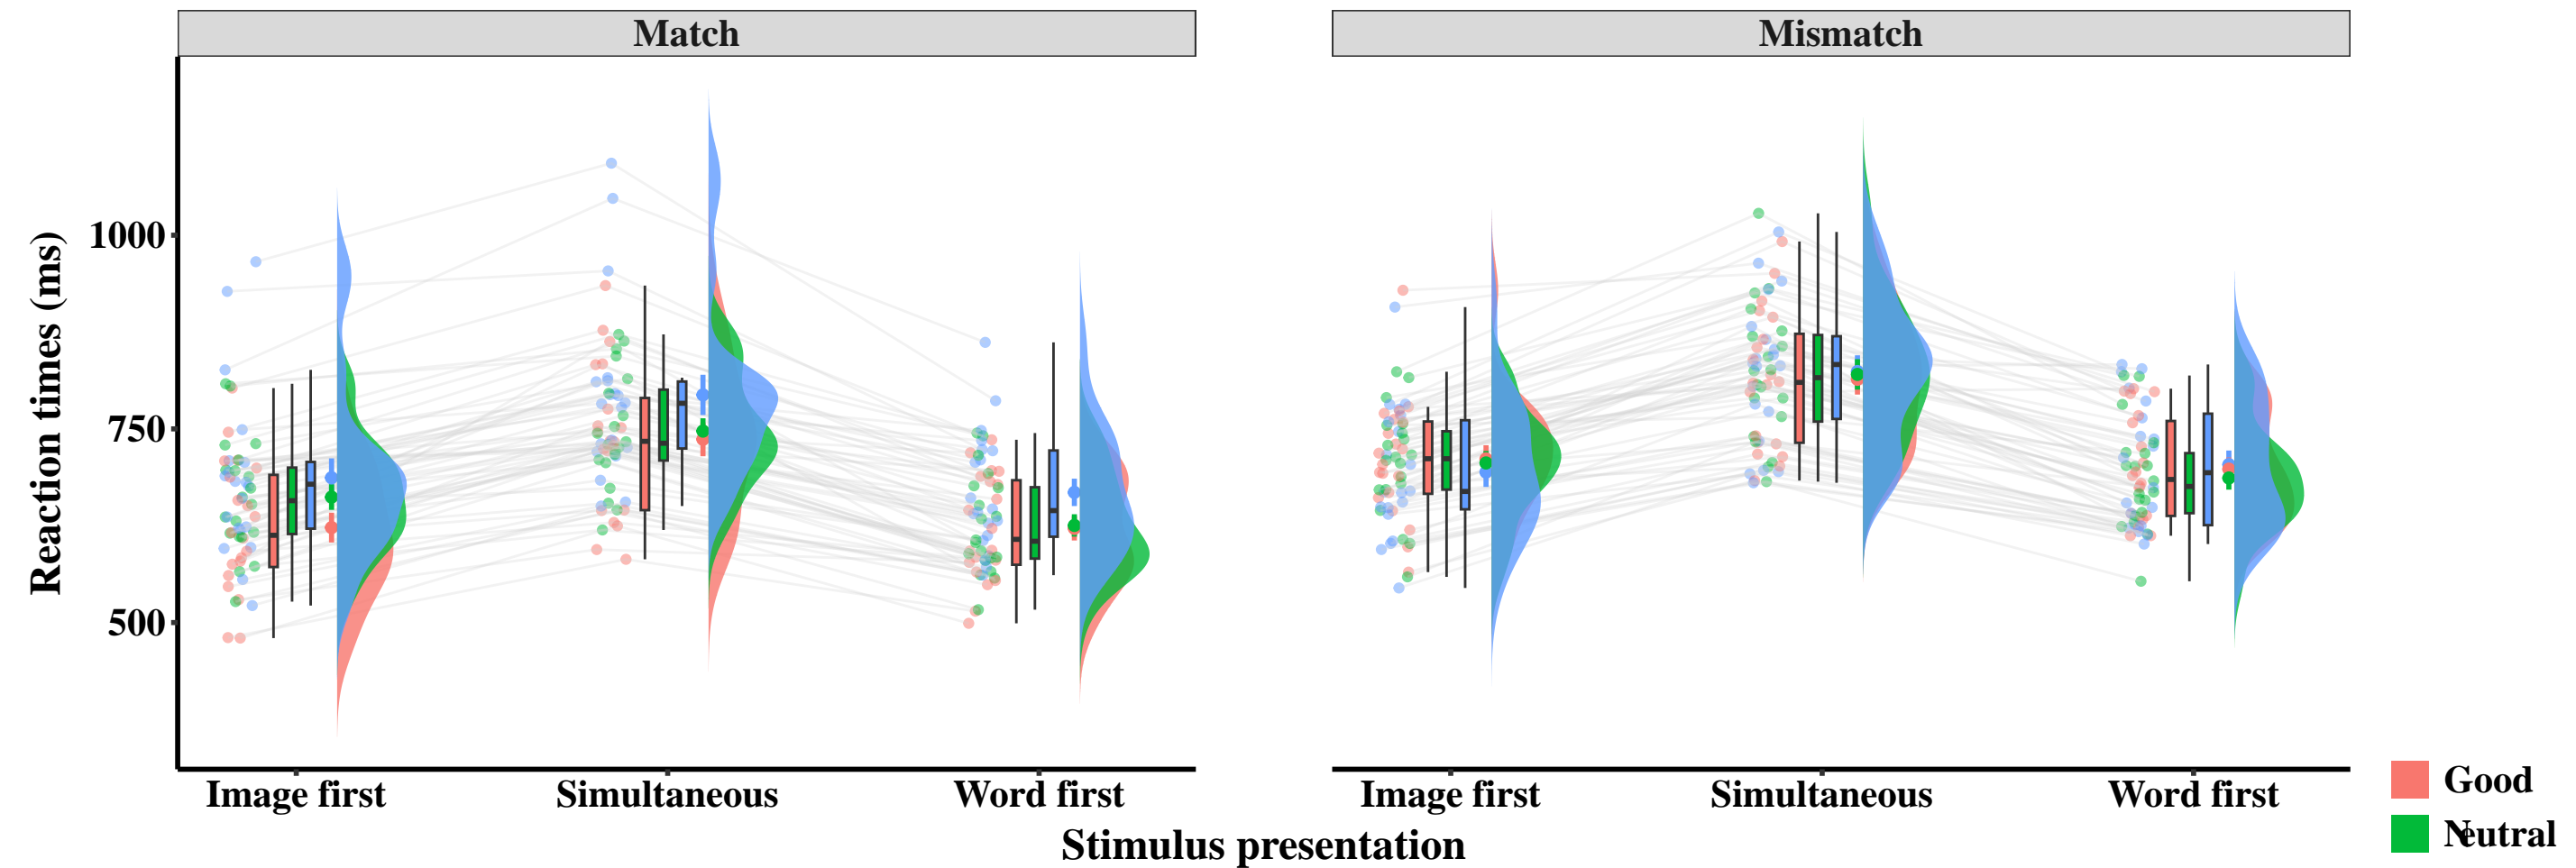 Match
Mismatch
Reaction times (ms)
1000
750
500
Image first
Simultaneous
Word first
Image first
Simultaneous
Word first
Stimulus presentation
Good
Neutral